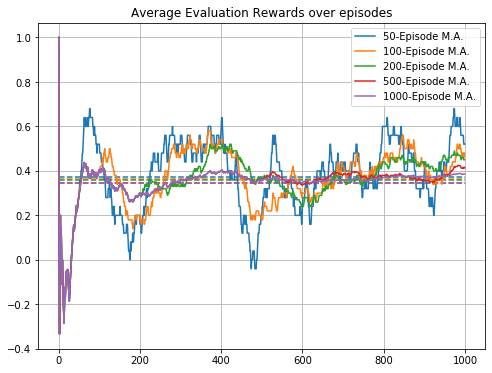 Average Evaluation Rewards over episodes
50-Episode M.A.
100-Episode M.A.
200-Episode M.A.
500-Episode M.A.
1000-Episode M.A.
1.0
0.8
0.6
0.4
0.2
0.0
−0.2
−0.4
0 200 400 600 800 1000